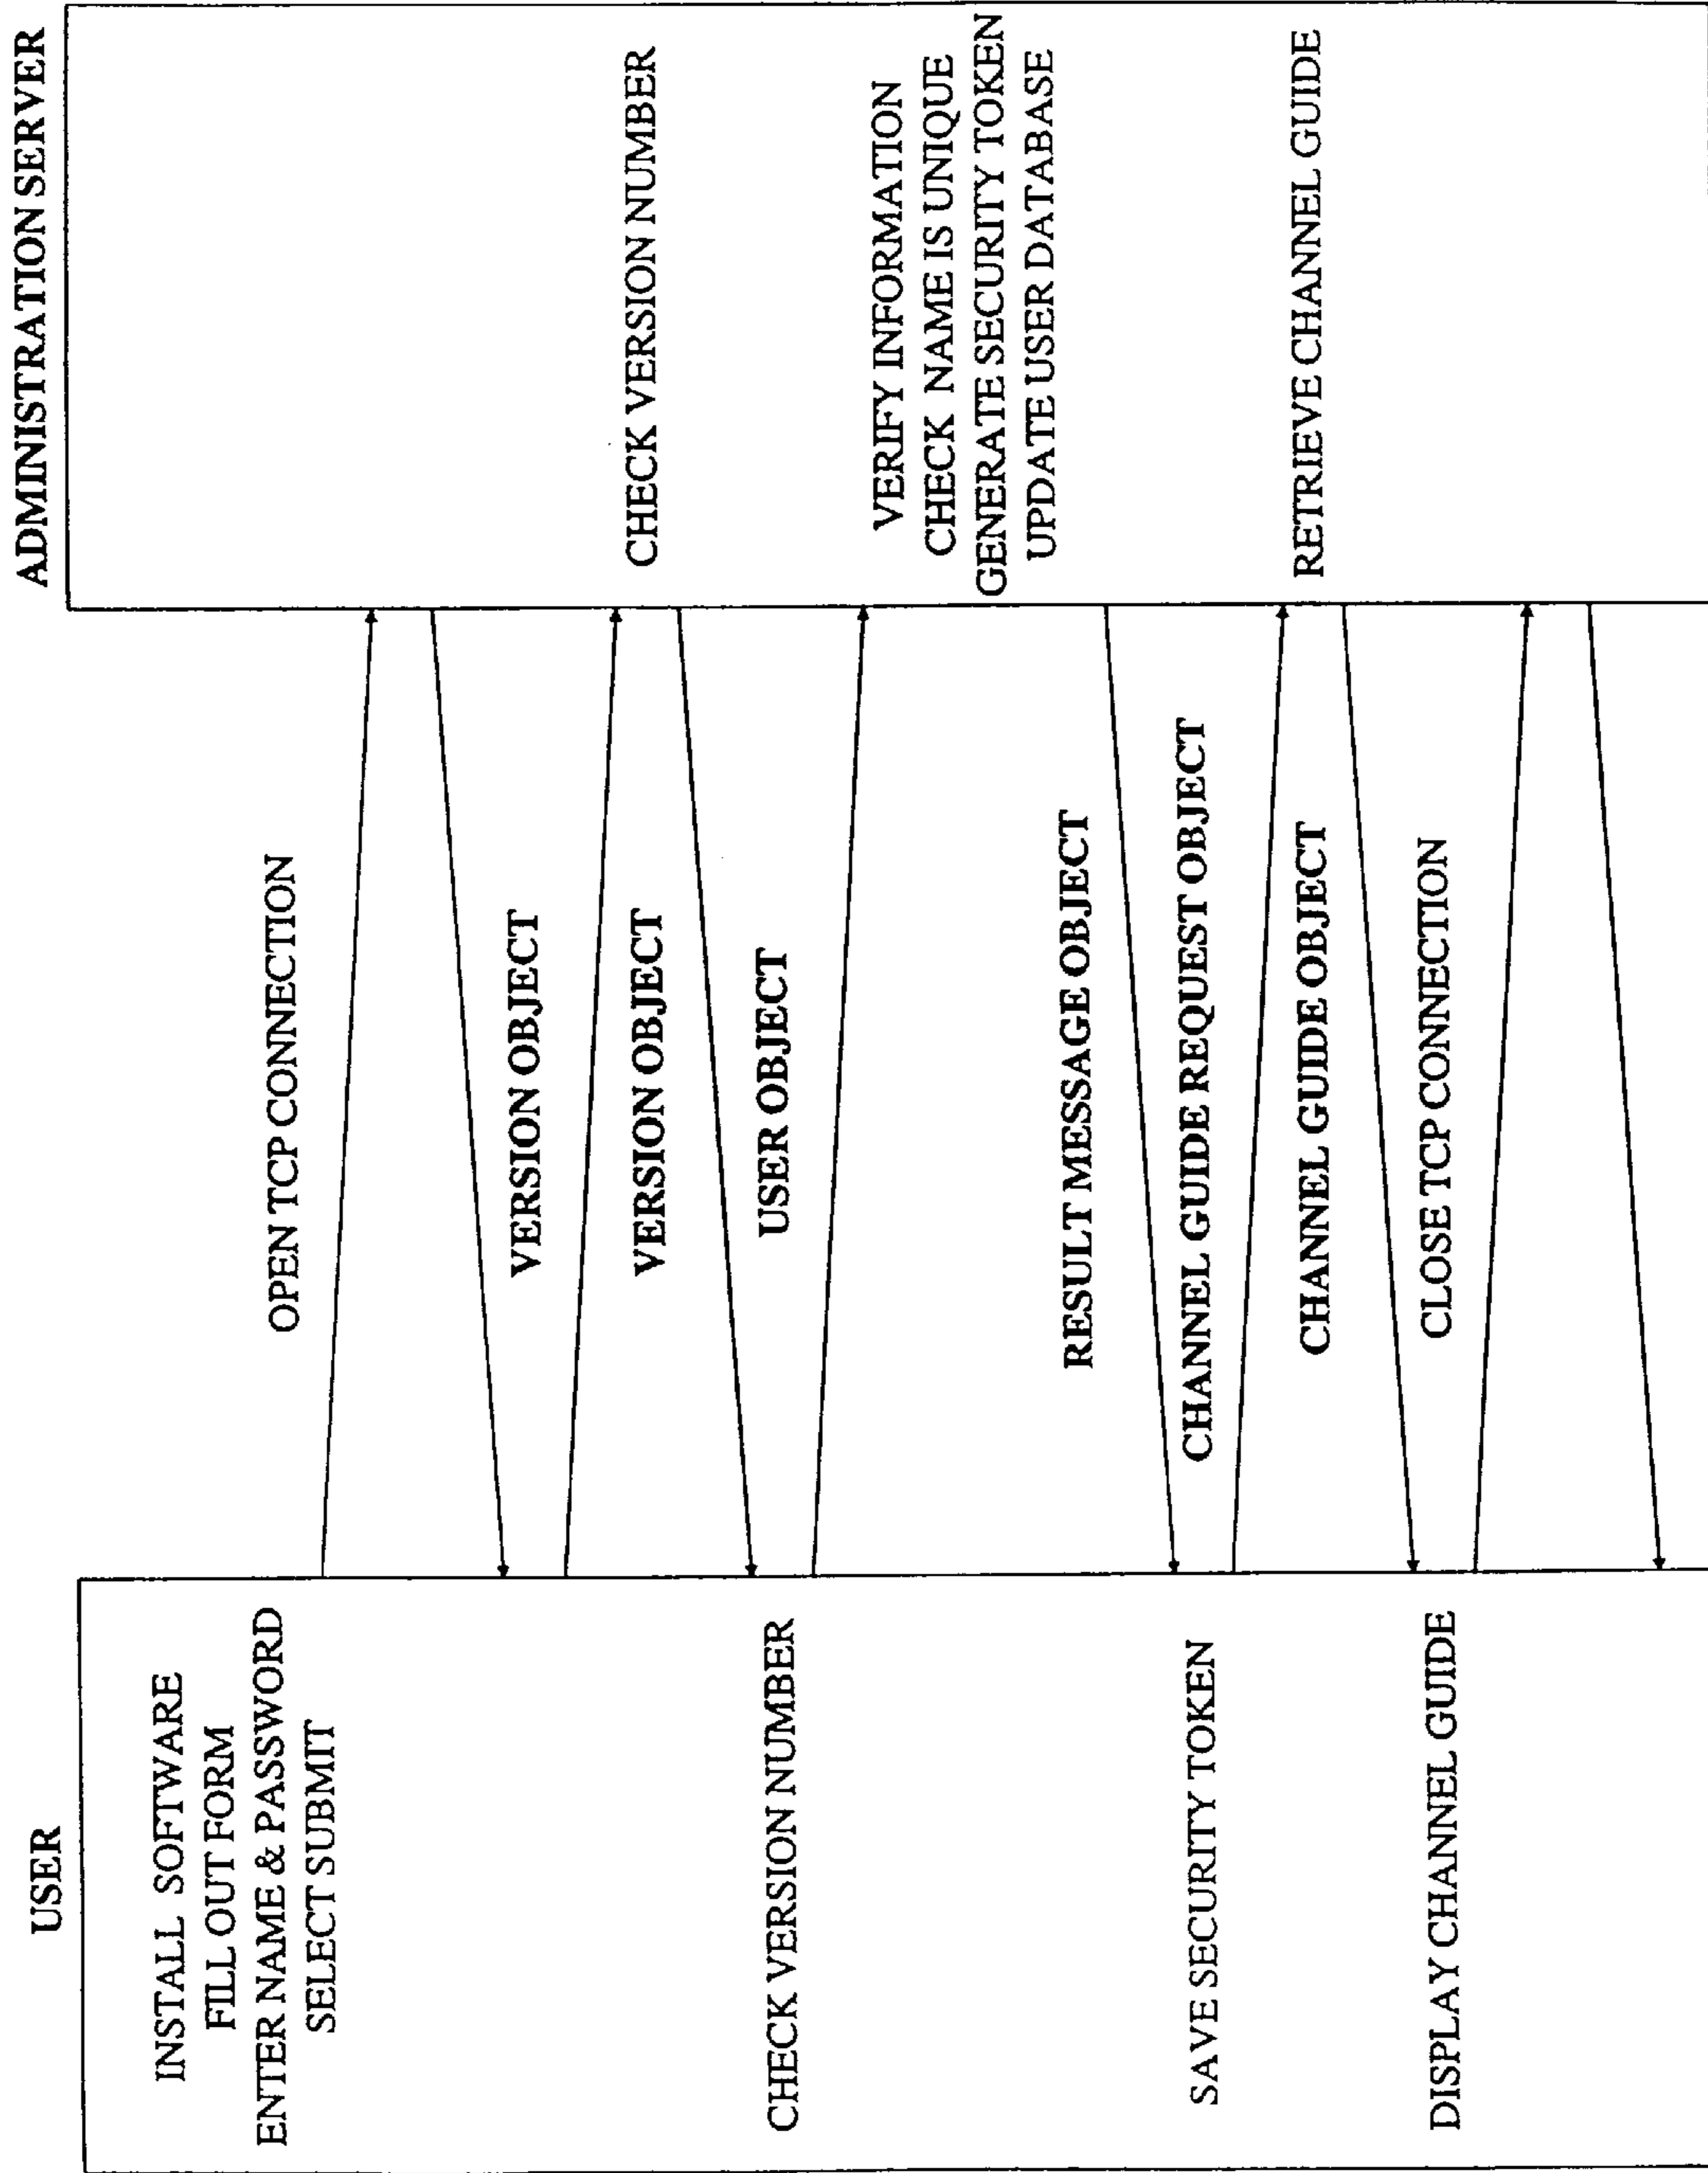 USER
ADMINISTRATION SERVER
INSTALL SOFTWARE
FILL OUT FORM
ENTER NAME & PASSWORD
SELECT SUBMIT
OPEN TCP CONNECTION
VERSION OBJECT
CHECK VERSION NUMBER
VERSION OBJECT
CHECK VERSION NUMBER
USER OBJECT
VERIFY INFORMATION
CHECK NAME IS UNIQUE
GENERATE SECURITY TOKEN
UPDATE USER DATABASE
RESULT MESSAGE OBJECT
SAVE SECURITY TOKEN
CHANNEL GUIDE REQUEST OBJECT
RETRIEVE CHANNEL GUIDE
CHANNEL GUIDE OBJECT
DISPLAY CHANNEL GUIDE
CLOSE TCP CONNECTION